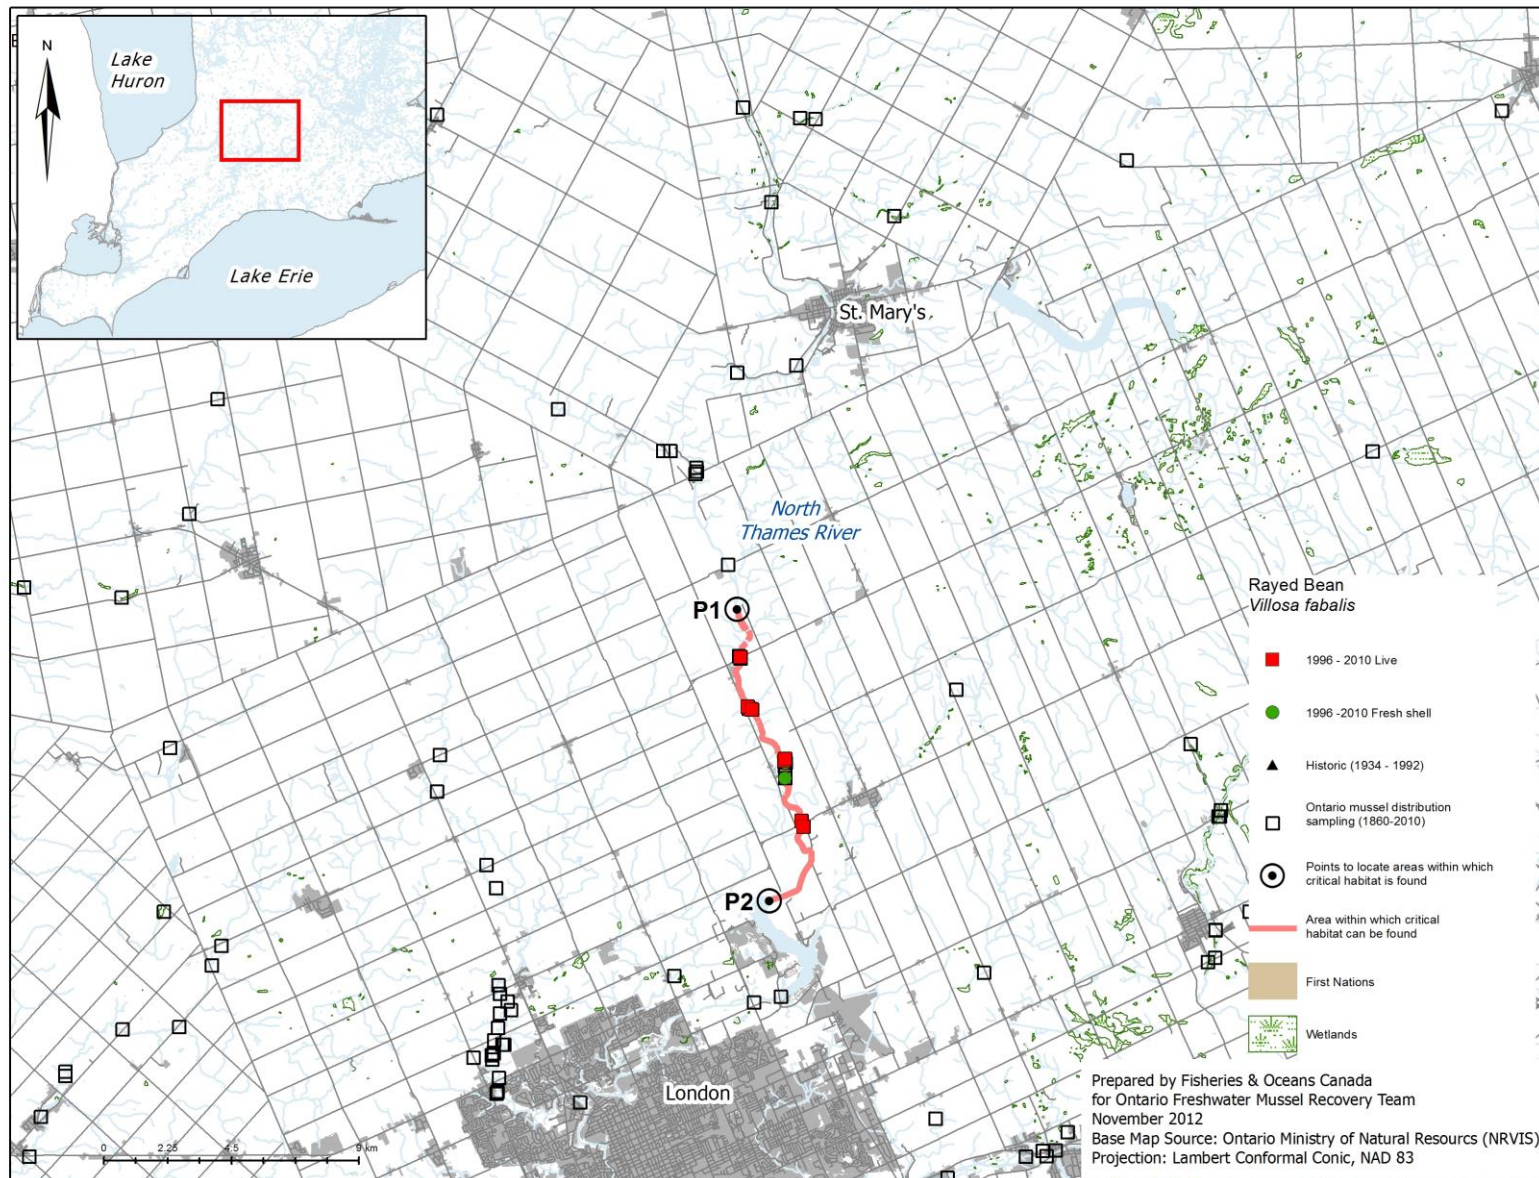 N
Lake
Huron
Lake Erie
St. Mary's
North
Thames River
P1
P2
London
Rayed Bean
Villosa fabalis
1996 - 2010 Live
1996 -2010 Fresh shell
Historic (1934 - 1992)
Ontario mussel distribution
sampling (1860-2010)
Points to locate areas within which
critical habitat is found
Area within which critical
habitat can be found
First Nations
Wetlands
0 2.25 4.5 9 km
Prepared by Fisheries & Oceans Canada
for Ontario Freshwater Mussel Recovery Team
November 2012
Base Map Source: Ontario Ministry of Natural Resourcs (NRVIS)
Projection: Lambert Conformal Conic, NAD 83